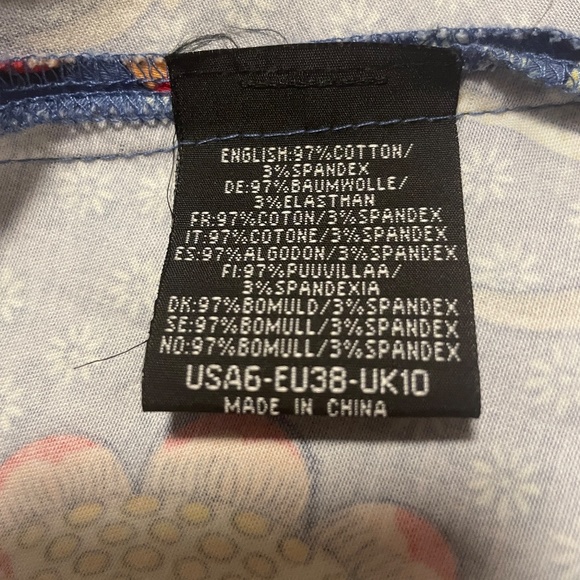 ENGLISH:97%COTTON/
3%SPANDEX
DE:97%BAUMWOLLE/
3%ELASTHAN
FR:97%COTON/3%SPANDEX
IT:97%COTONE/3%SPANDEX
ES:97%ALGODON/3%SPANDEX
FI:97%PUUVILLAA/
3%SPANDEXIA
DK:97%BOMULD/3%SPANDEX
SE:97%BOMULL/3%SPANDEX
NO:97%BOMULL/3%SPANDEX
USA6-EU38-UK10
MADE IN CHINA